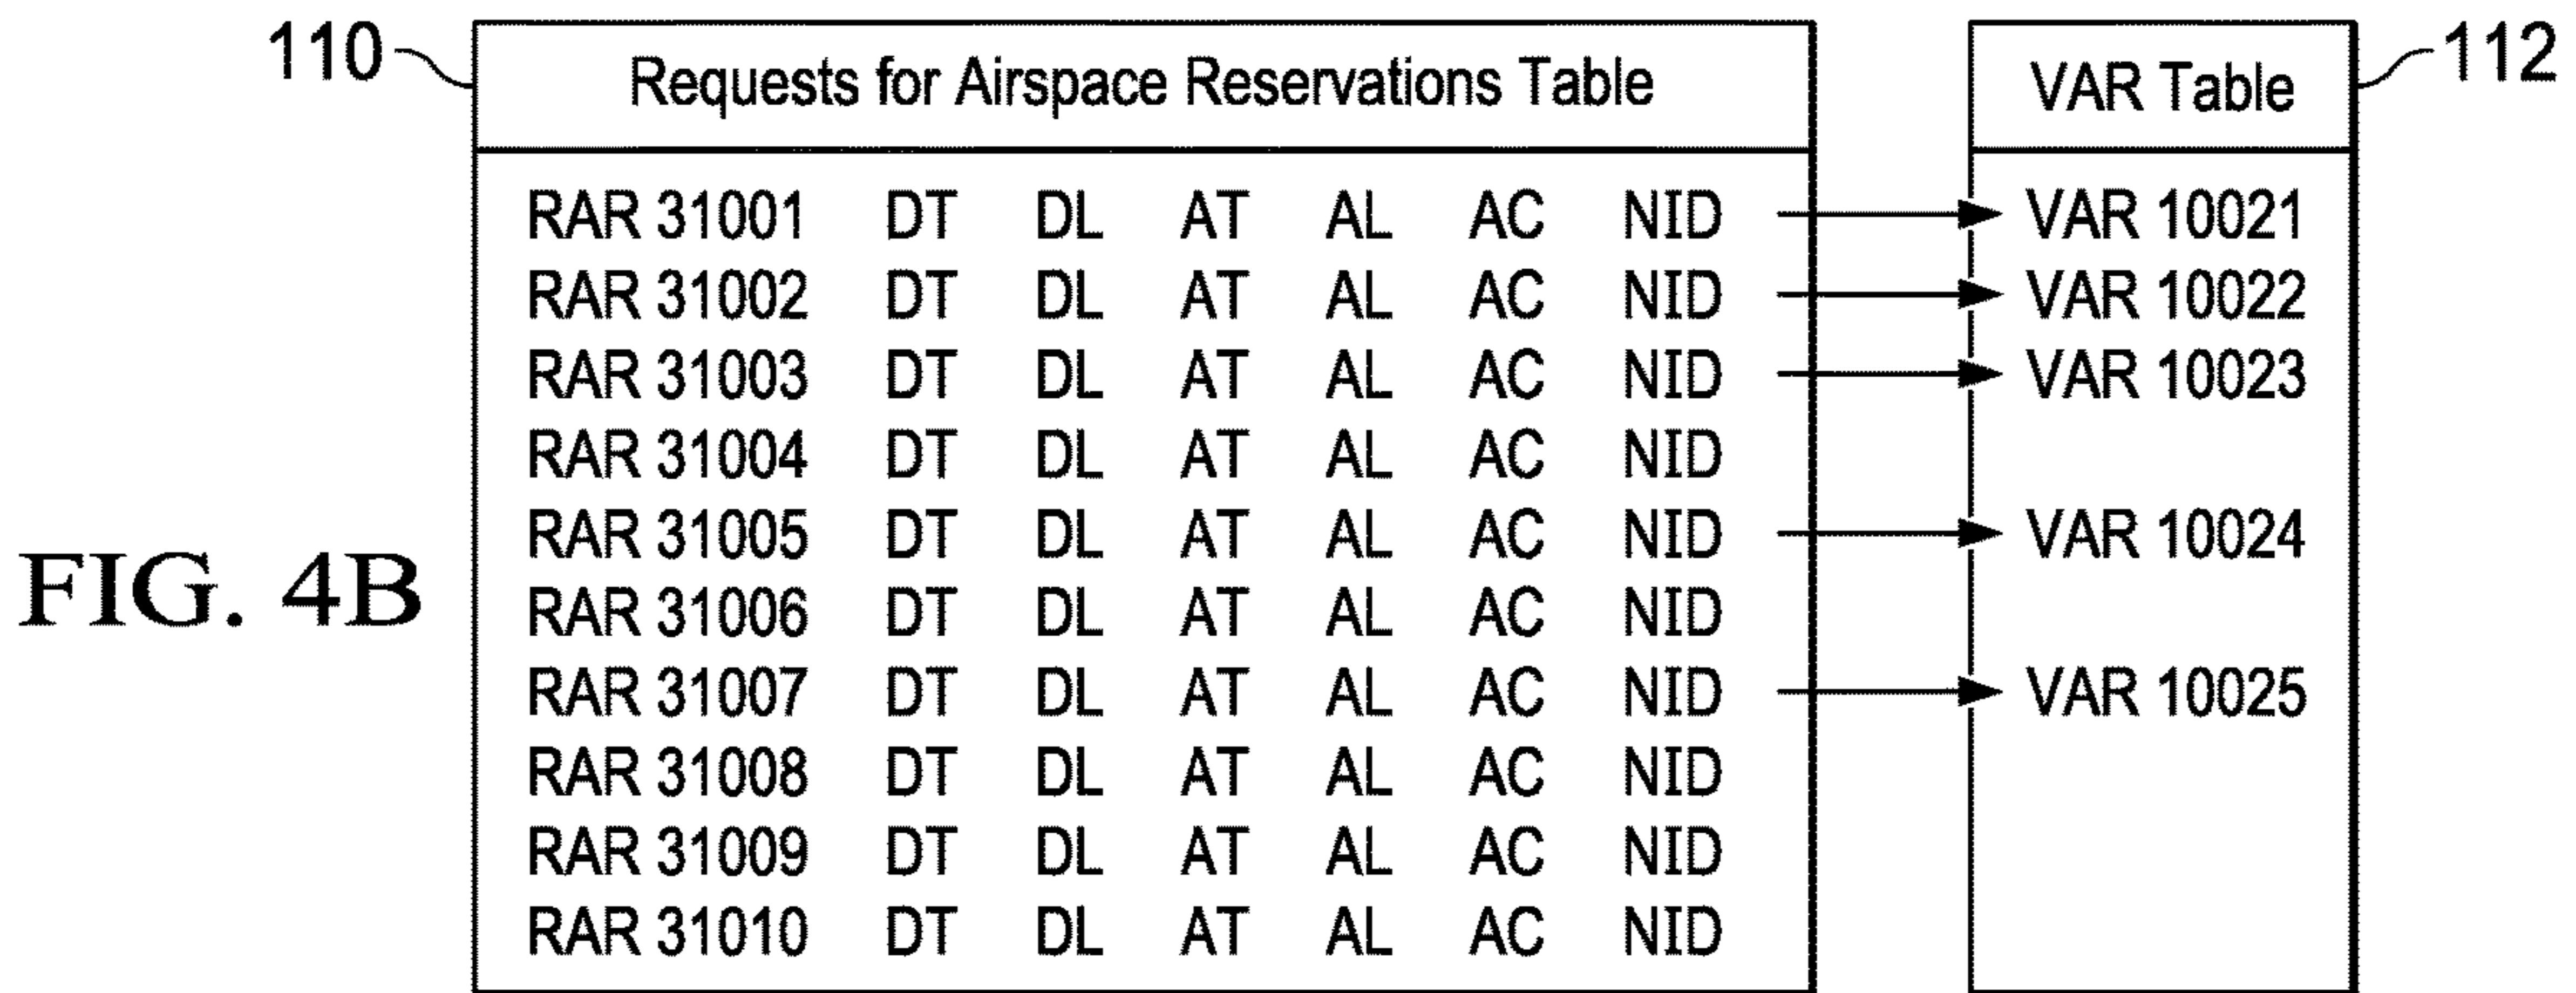 110 Requests for Airspace Reservations Table VAR Table 112
RAR 31001 DT DL AT AL AC NID VAR 10021
RAR 31002 DT DL AT AL AC NID VAR 10022
RAR 31003 DT DL AT AL AC NID VAR 10023
RAR 31004 DT DL AT AL AC NID
RAR 31005 DT DL AT AL AC NID VAR 10024
FIG. 4B
RAR 31006 DT DL AT AL AC NID
RAR 31007 DT DL AT AL AC NID VAR 10025
RAR 31008 DT DL AT AL AC NID
RAR 31009 DT DL AT AL AC NID
RAR 31010 DT DL AT AL AC NID